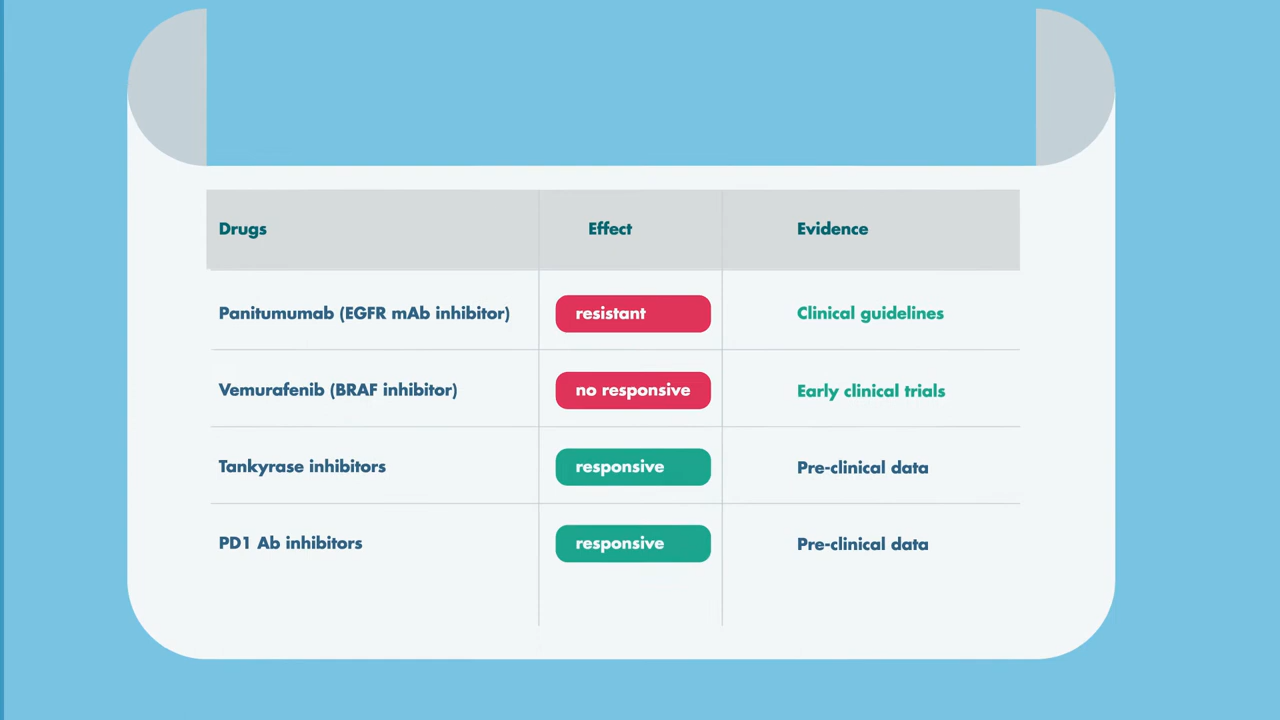 Drugs Effect Evidence
Panitumumab (EGFR mAb inhibitor) resistant Clinical guidelines
Vemurafenib (BRAF inhibitor) no responsive Early clinical trials
Tankyrase inhibitors responsive Pre-clinical data
PD1 Ab inhibitors responsive Pre-clinical data